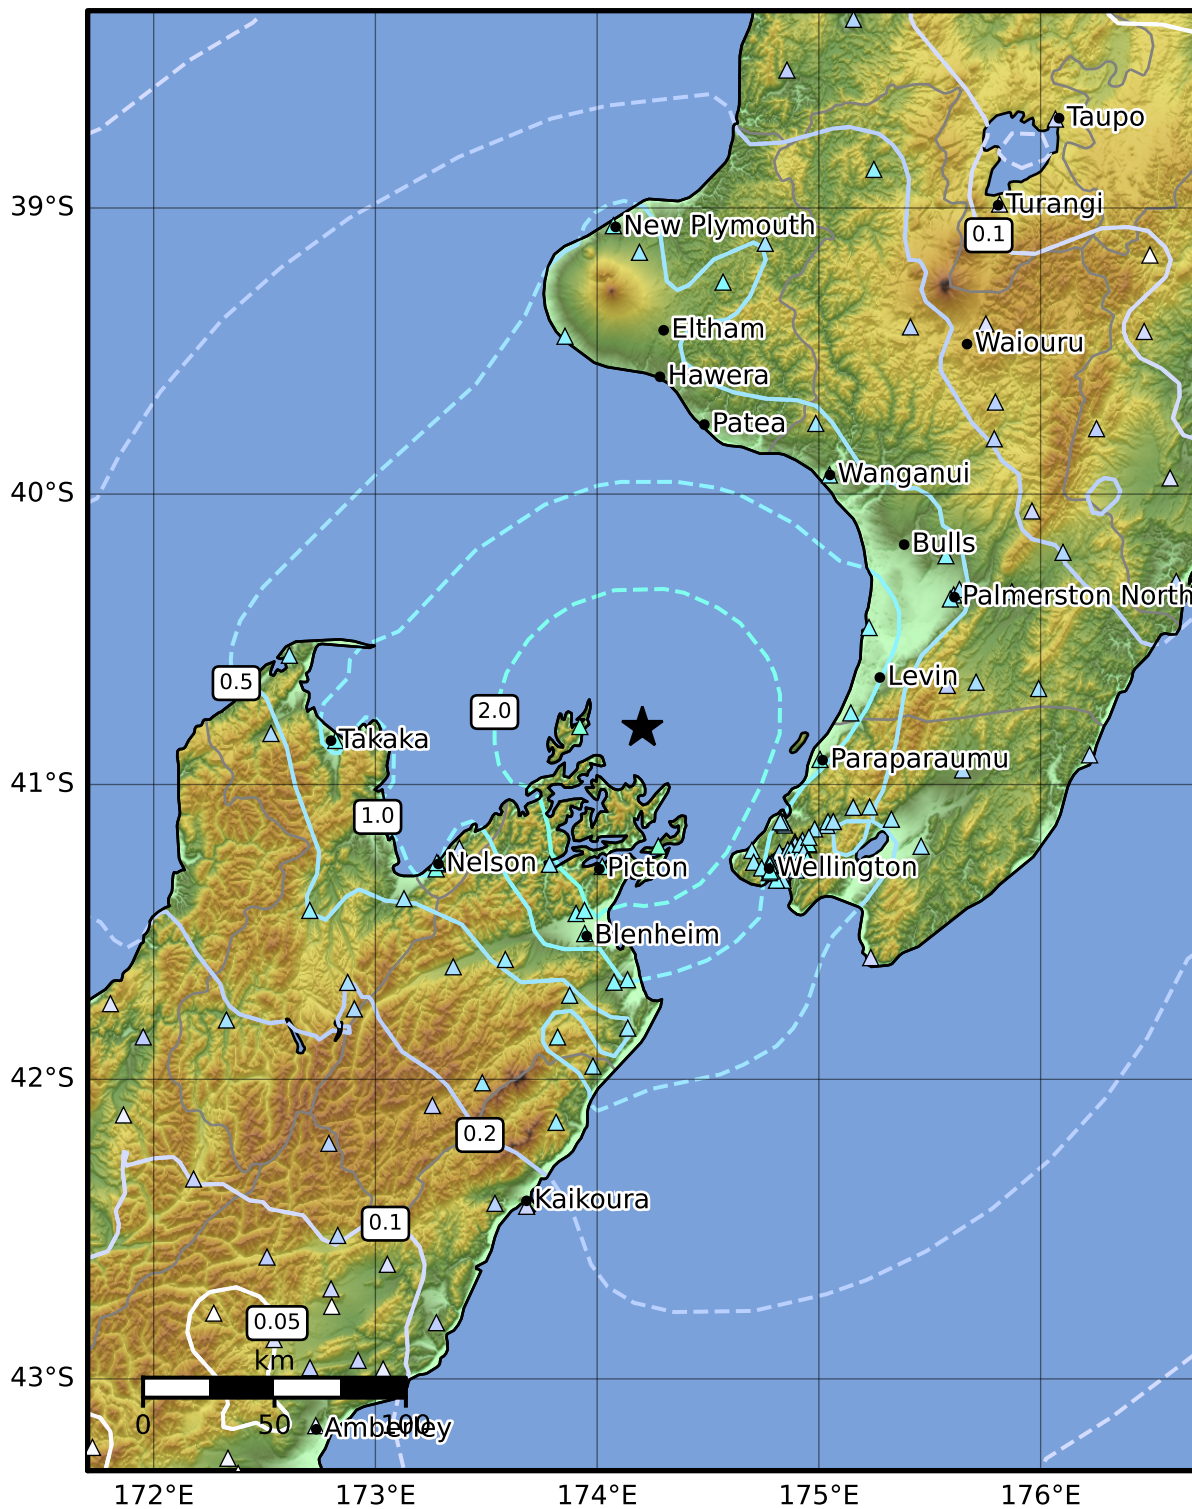 Taupo
39°S
Turangi
New Plymouth
0.1
Eltham
Waiouru
Hawera
Patea
Wanganui
40°S
Bulls
Palmerston North
0.5
Levin
2.0
Takaka
Paraparaumu
41°S
1.0
Nelson
Picton
Wellington
Blenheim
42°S
0.2
Kaikoura
0.1
0.05
km
43°S
0 50 100
Amberley
172°E 173°E 174°E 175°E 176°E